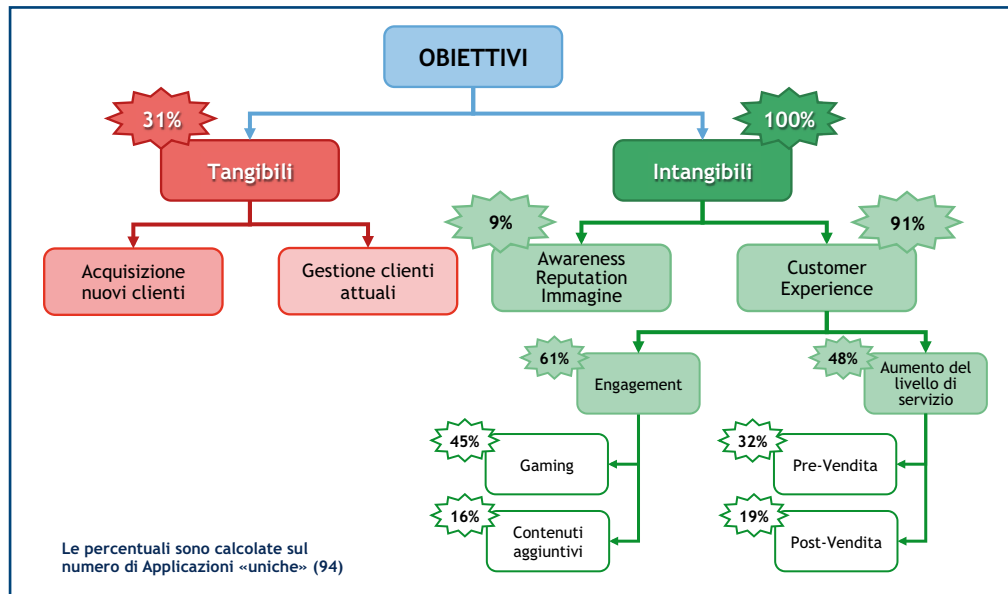 OBIETTIVI
31%
100%
Tangibili
Intangibili
9%
91%
Acquisizione
nuovi clienti
Gestione clienti
attuali
Awareness
Reputation
Immagine
Customer
Experience
61%
48%
Engagement
Aumento del
livello di
servizio
45%
32%
Gaming
Pre-Vendita
16%
19%
Contenuti
aggiuntivi
Post-Vendita
Le percentuali sono calcolate sul
numero di Applicazioni «uniche» (94)